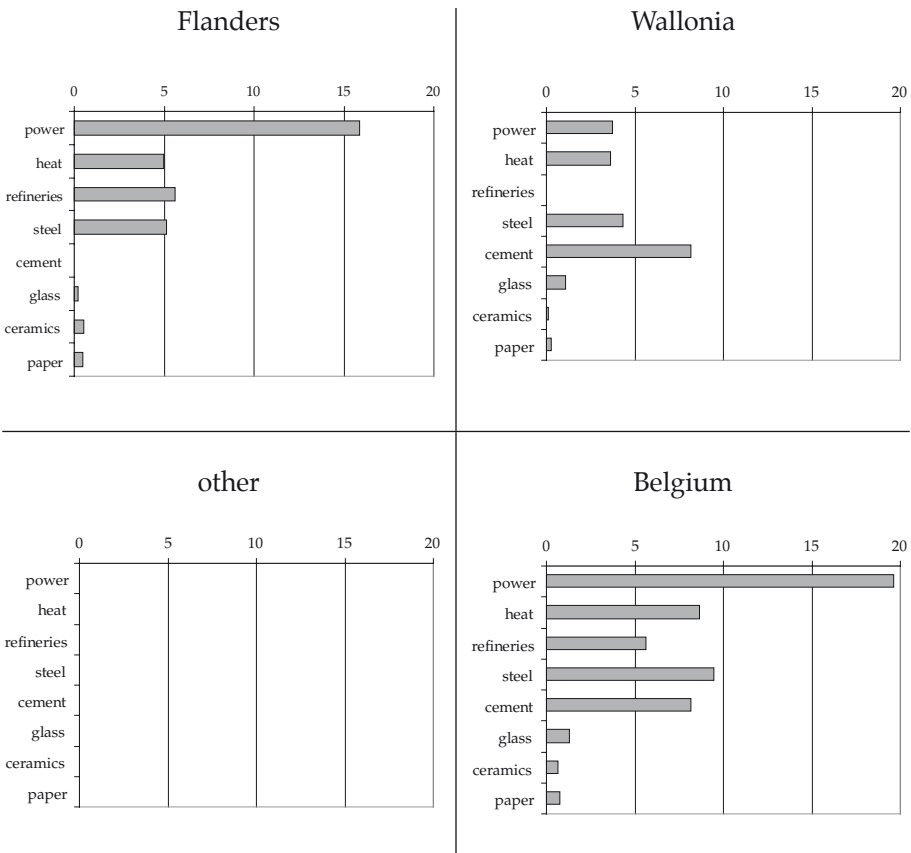 Flanders
0 5 10 15 20
power
heat
refineries
steel
cement
glass
ceramics
paper
Wallonia
0 5 10 15 20
power
heat
refineries
steel
cement
glass
ceramics
paper
other
0 5 10 15 20
power
heat
refineries
steel
cement
glass
ceramics
paper
Belgium
0 5 10 15 20
power
heat
refineries
steel
cement
glass
ceramics
paper